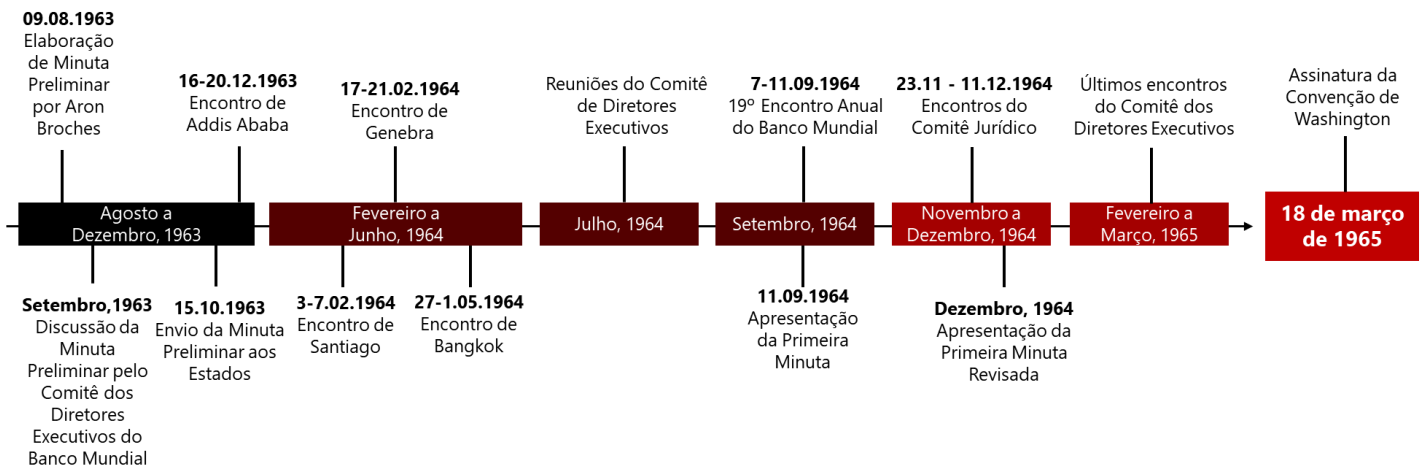 09.08.1963
Elaboração
de Minuta
Preliminar
por Aron
Broches
16-20.12.1963
Encontro de
Addis Ababa
17-21.02.1964
Encontro de
Genebra
Reuniões do Comitê
de Diretores
Executivos
7-11.09.1964
19º Encontro Anual
do Banco Mundial
23.11 - 11.12.1964
Encontros do
Comitê Jurídico
Últimos encontros
do Comitê dos
Diretores Executivos
Assinatura da
Convenção de
Washington
Agosto a
Dezembro, 1963
Fevereiro a
Junho, 1964
Julho, 1964
Setembro, 1964
Novembro a
Dezembro, 1964
Fevereiro a
Março, 1965
18 de março
de 1965
Setembro,1963
Discussão da
Minuta
Preliminar pelo
Comitê dos
Diretores
Executivos do
Banco Mundial
15.10.1963
Envio da Minuta
Preliminar aos
Estados
3-7.02.1964
Encontro de
Santiago
27-1.05.1964
Encontro de
Bangkok
11.09.1964
Apresentação
da Primeira
Minuta
Dezembro, 1964
Apresentação da
Primeira Minuta
Revisada